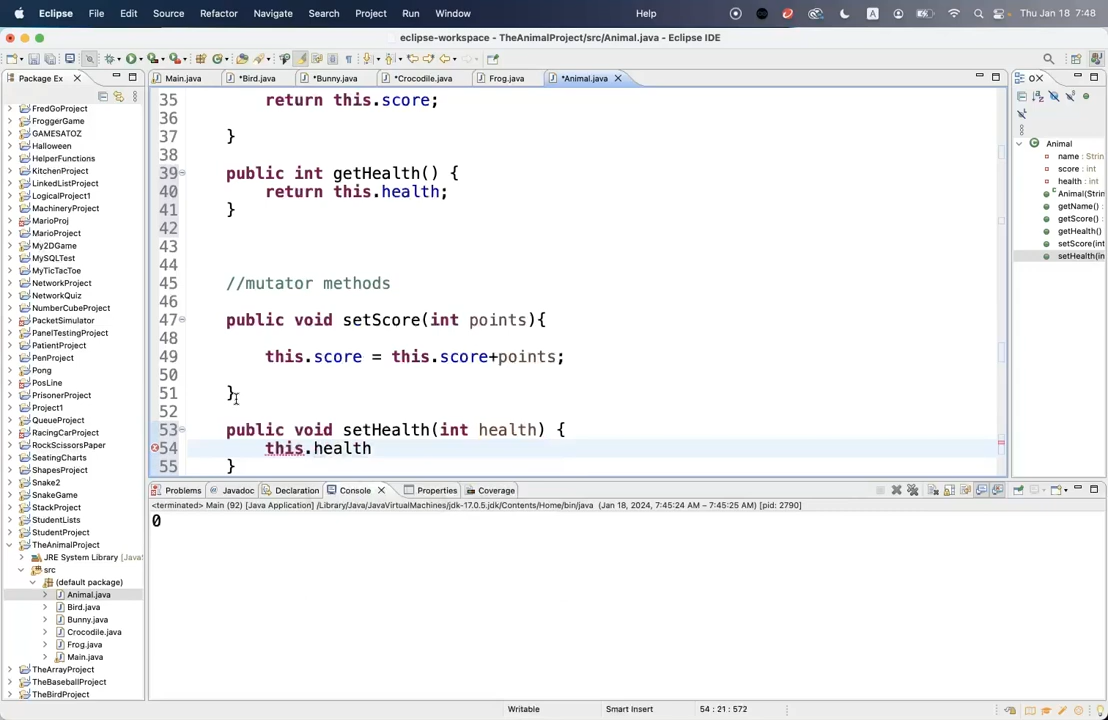 Eclipse File Edit Source Refactor Navigate Search Project Run Window Help A Thu Jan 18 7:48
eclipse-workspace - TheAnimalProject/src/Animal.java - Eclipse IDE
Package Ex
Main.java *Bird.java *Bunny.java *Crocodile.java Frog.java *Animal.java
FredGoProject
FroggerGame
GAMESATOZ
Halloween
HelperFunctions
KitchenProject
LinkedListProject
LogicalProject1
MachineryProject
MarioProj
MarioProject
My2DGame
MySQLTest
MyTicTacToe
NetworkProject
NetworkQuiz
NumberCubeProject
PacketSimulator
PanelTestingProject
PatientProject
PenProject
Pong
PosLine
PrisonerProject
Project1
QueueProject
RacingCarProject
RockScissorsPaper
SeatingCharts
ShapesProject
Snake2
SnakeGame
StackProject
StudentLists
StudentProject
TheAnimalProject
JRE System Library [Java
src
(default package)
Animal.java
Bird.java
Bunny.java
Crocodile.java
Frog.java
Main.java
TheArrayProject
TheBaseballProject
TheBirdProject
35 return this.score;
36
37 }
38
39 public int getHealth() {
40 return this.health;
41 }
42
43
44
45 //mutator methods
46
47 public void setScore(int points){
48
49 this.score = this.score+points;
50
51 }
52
53 public void setHealth(int health) {
54 this.health
55 }
O
Animal
name : Strin
score : int
health : int
Animal(Strin
getName()
getScore()
getHealth()
setScore(int
setHealth(in
Problems Javadoc Declaration Console Properties Coverage
<terminated> Main (92) [Java Application] /Library/Java/JavaVirtualMachines/jdk-17.0.5.jdk/Contents/Home/bin/java (Jan 18, 2024, 7:45:24 AM – 7:45:25 AM) [pid: 2790]
0
Writable Smart Insert 54 : 21 : 572